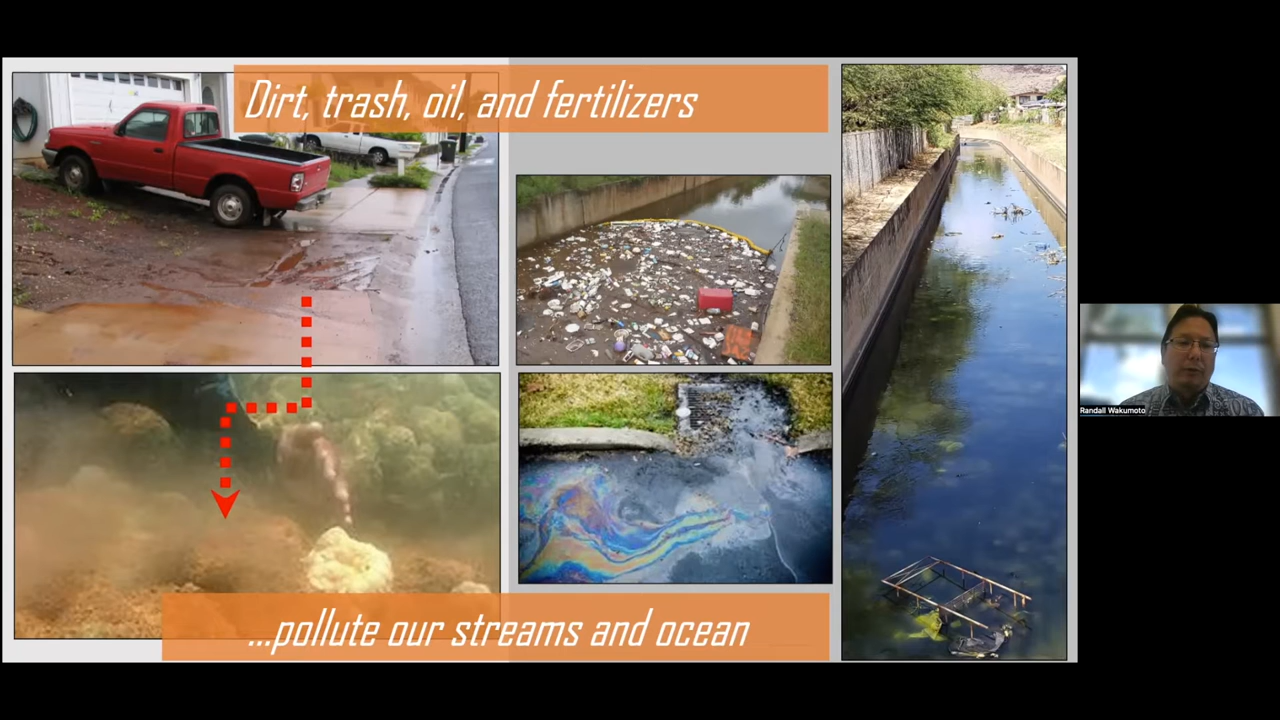 Dirt, trash, oil, and fertilizers
...pollute our streams and ocean
Randall Wakumoto